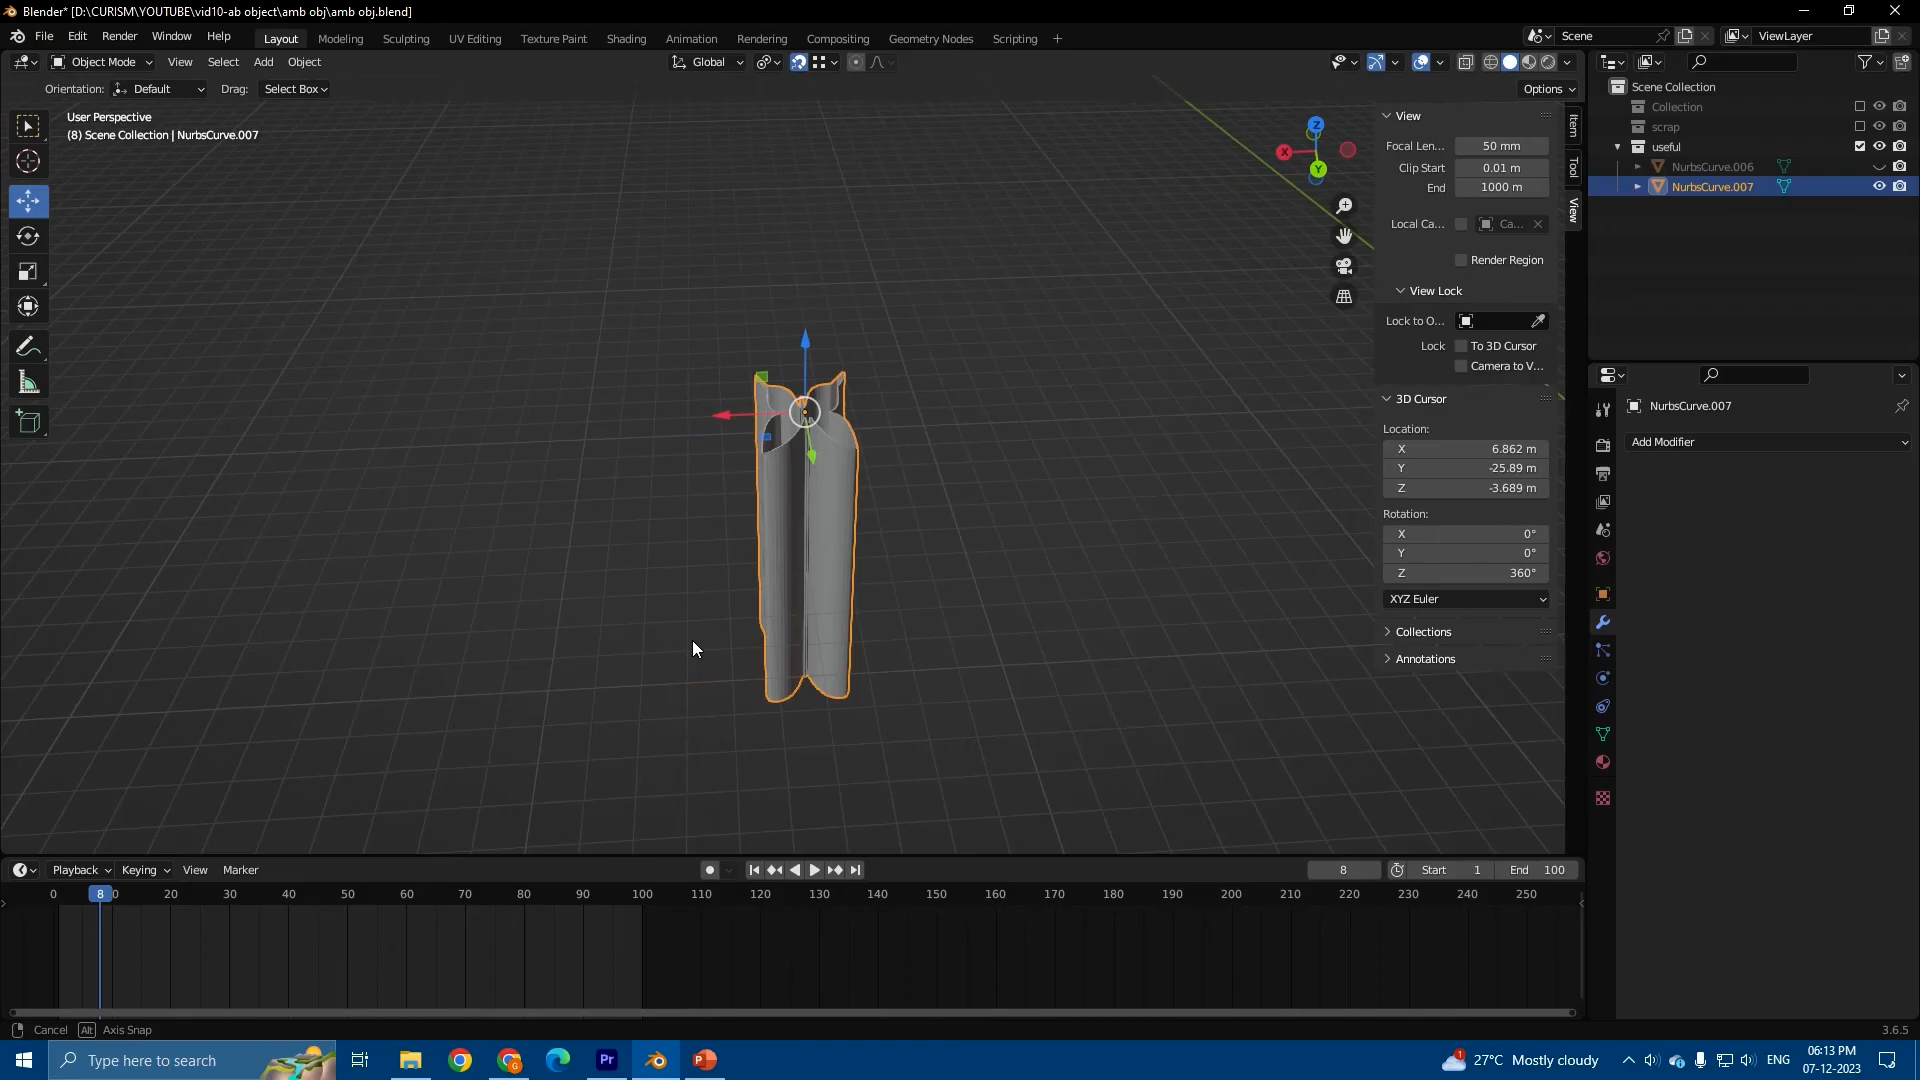 Blender* [D:\CURISM\YOUTUBE\vid10-ab object\amb obj\amb obj.blend]
File Edit Render Window Help
Layout Modeling Sculpting UV Editing Texture Paint Shading Animation Rendering Compositing Geometry Nodes Scripting +
Scene
ViewLayer
Object Mode View Select Add Object
Global
Orientation: Default Drag: Select Box
Options
User Perspective
(8) Scene Collection | NurbsCurve.007
Z
X
Y
View
Focal Len... 50 mm
Clip Start 0.01 m
End 1000 m
Local Ca... Ca...
Render Region
View Lock
Lock to O...
Lock To 3D Cursor
Camera to V...
3D Cursor
Location:
X 6.862 m
Y -25.89 m
Z -3.689 m
Rotation:
X 0°
Y 0°
Z 360°
XYZ Euler
Collections
Annotations
Item
Tool
View
Scene Collection
Collection
scrap
useful
NurbsCurve.006
NurbsCurve.007
NurbsCurve.007
Add Modifier
Playback Keying View Marker
8 Start 1 End 100
0 8 0 20 30 40 50 60 70 80 90 100 110 120 130 140 150 160 170 180 190 200 210 220 230 240 250
Cancel Alt Axis Snap
3.6.5
Type here to search
Pr
1
27°C Mostly cloudy
ENG
06:13 PM
07-12-2023